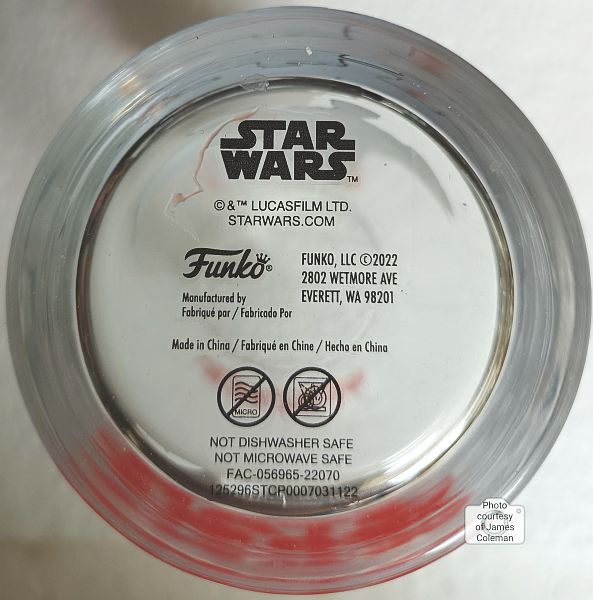 STAR
WARS™
©&™ LUCASFILM LTD.
STARWARS.COM
Funko®
Manufactured by
Fabriqué par / Fabricado Por
FUNKO, LLC ©2022
2802 WETMORE AVE
EVERETT, WA 98201
Made in China / Fabriqué en Chine / Hecho en China
MICRO
NOT DISHWASHER SAFE
NOT MICROWAVE SAFE
FAC-056965-22070
125296STCP0007031122
Photo
courtesy
of James
Coleman